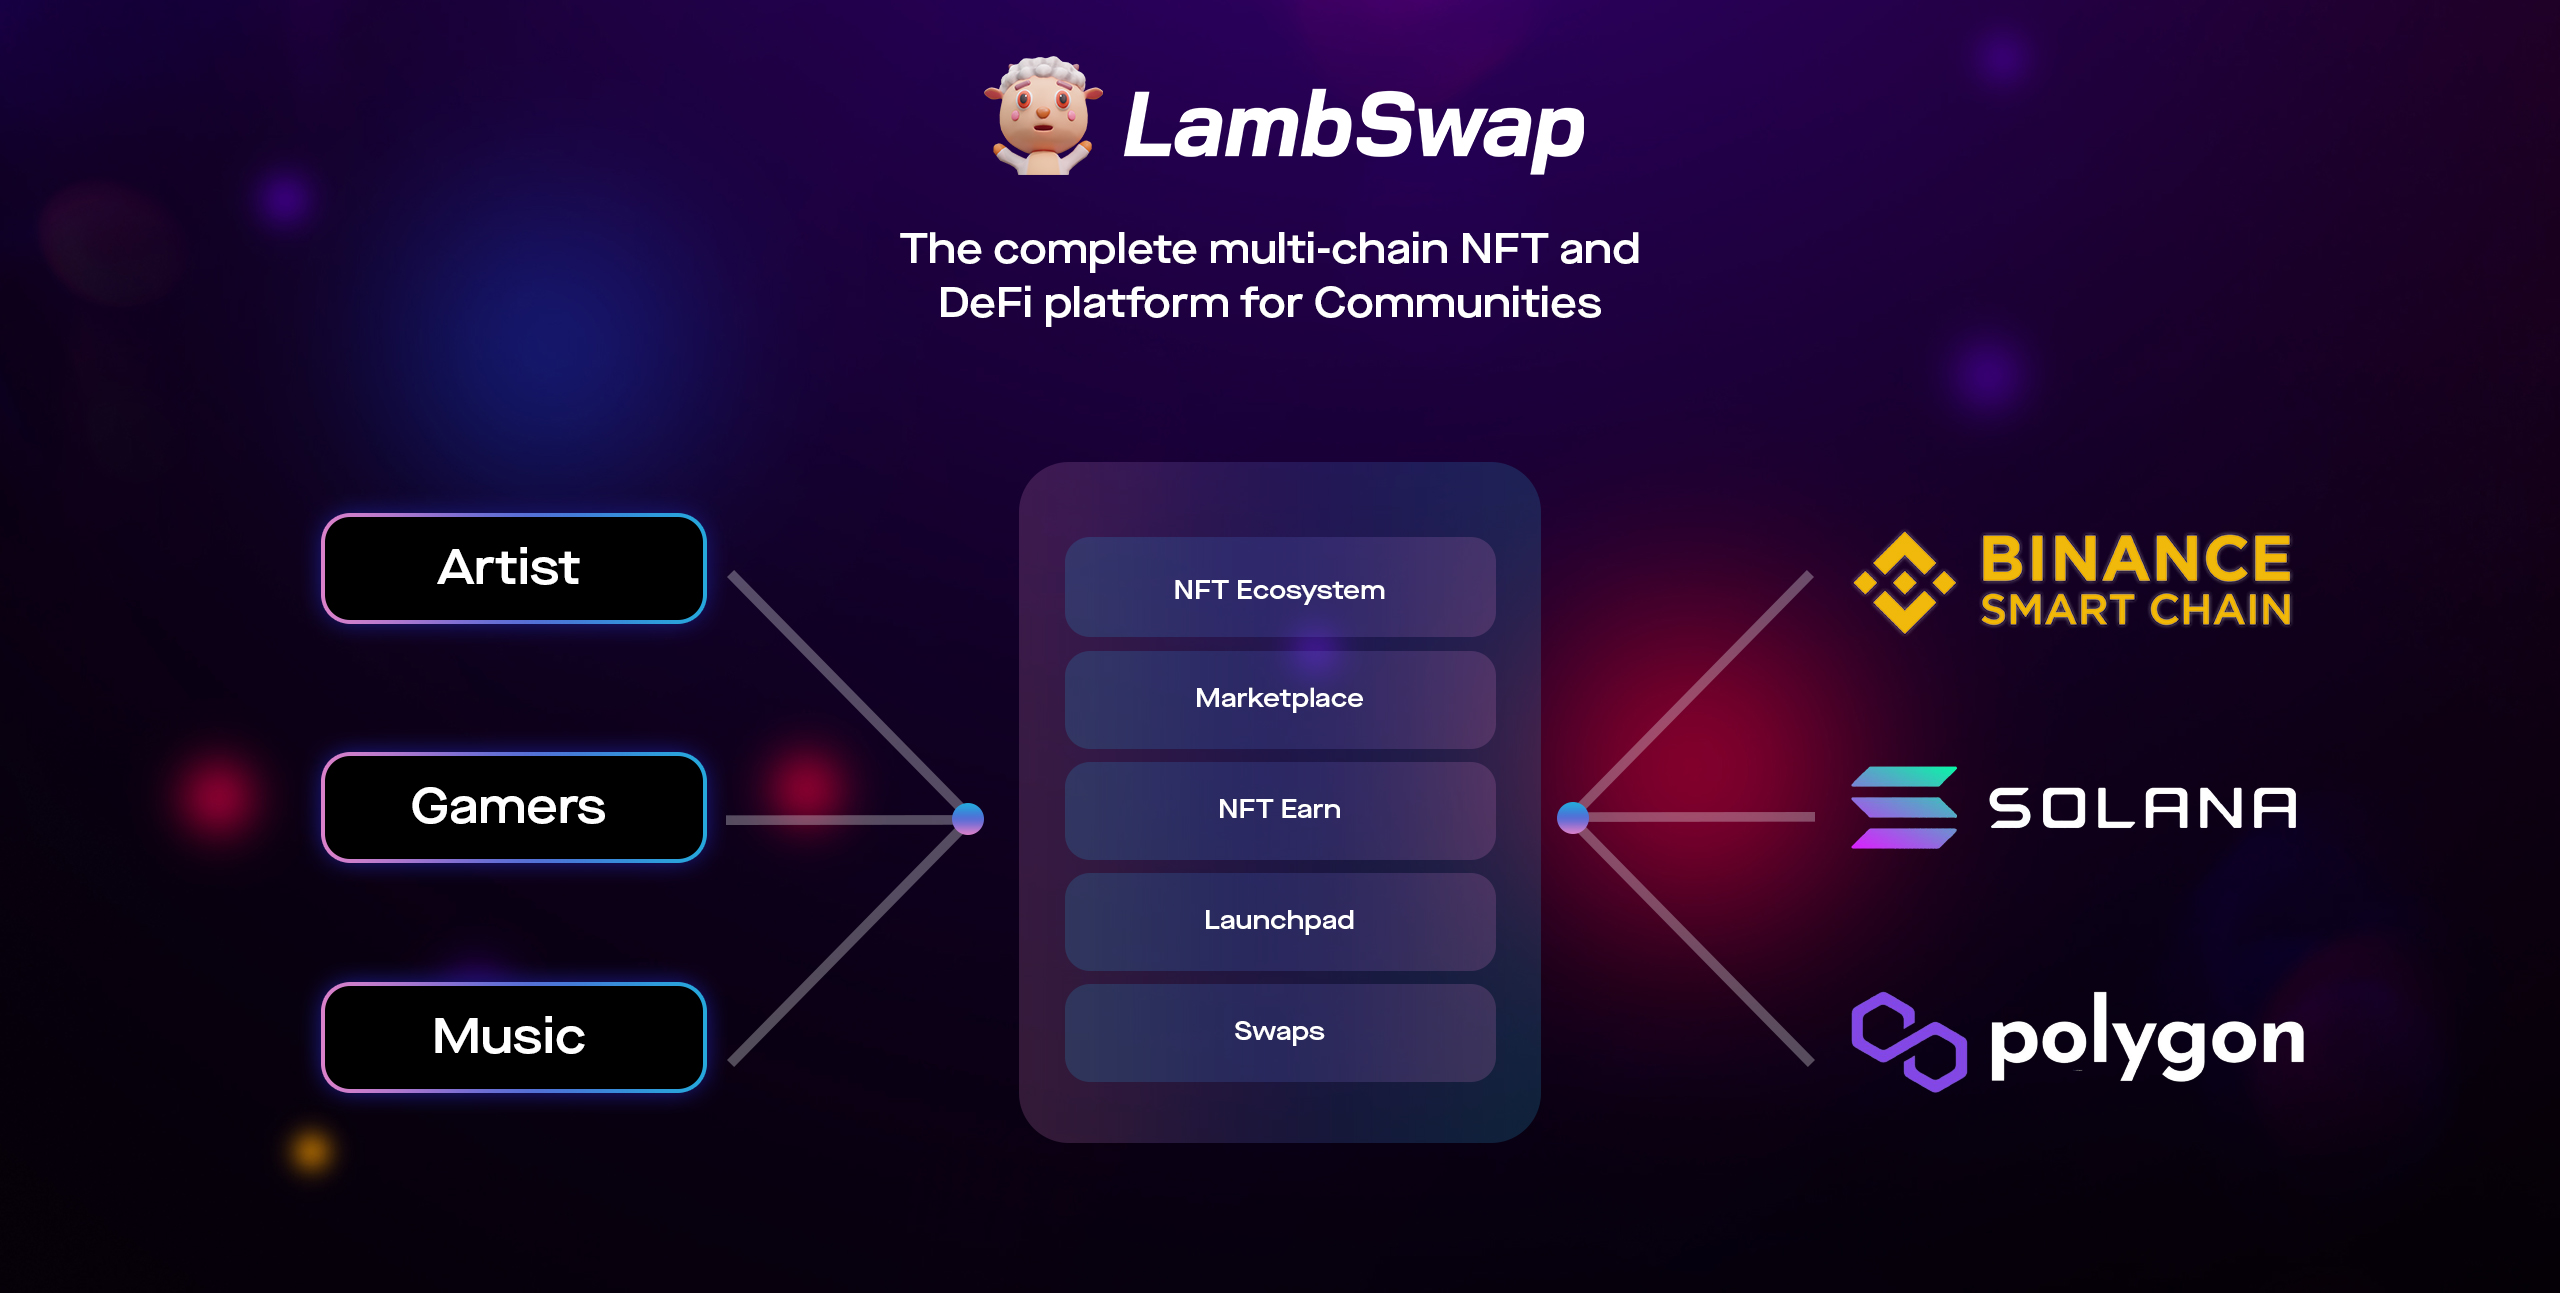 LambSwap
The complete multi-chain NFT and
DeFi platform for Communities
Artist
Gamers
Music
NFT Ecosystem
Marketplace
NFT Earn
Launchpad
Swaps
BINANCE
SMART CHAIN
SOLANA
polygon